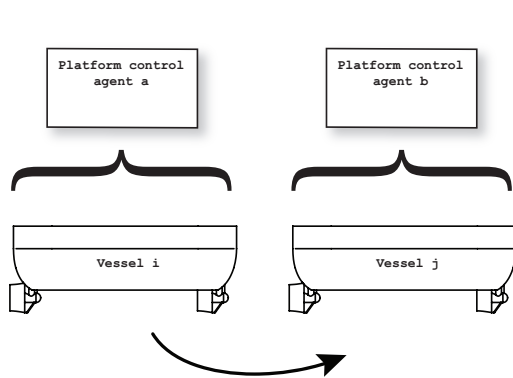 Platform control
agent a
Platform control
agent b
Vessel i
Vessel j